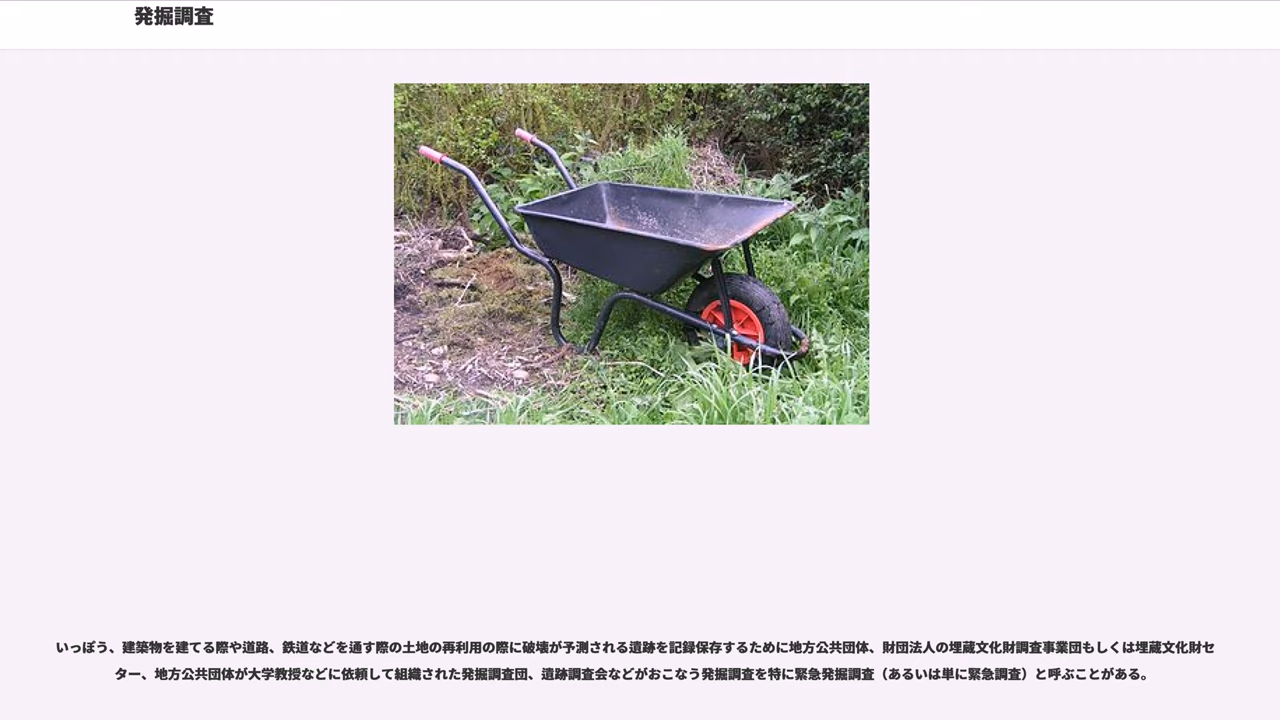 発掘調査
いっぽう、建築物を建てる際や道路、鉄道などを通す際の土地の再利用の際に破壊が予測される遺跡を記録保存するために地方公共団体、財団法人の埋蔵文化財調査事業団もしくは埋蔵文化財セ
ター、地方公共団体が大学教授などに依頼して組織された発掘調査団、遺跡調査会などがおこなう発掘調査を特に緊急発掘調査（あるいは単に緊急調査）と呼ぶことがある。